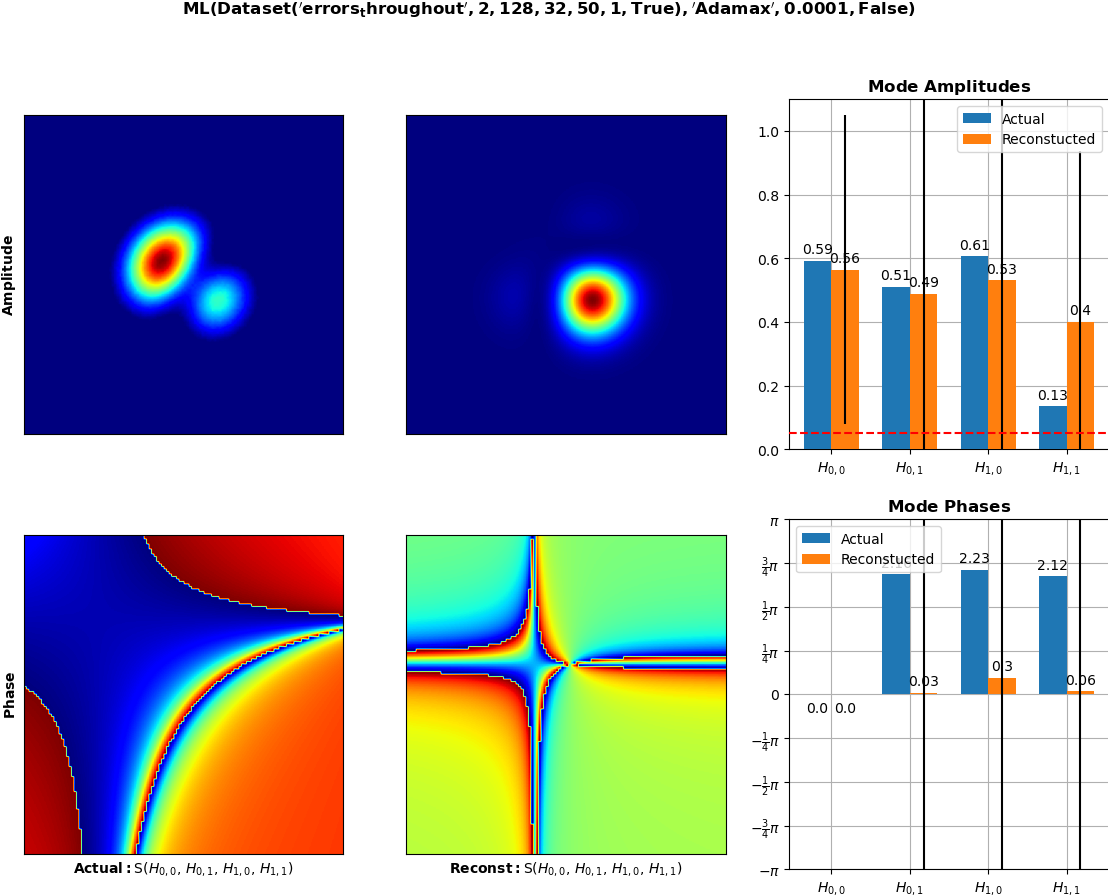 ML(Dataset('errors_throughout', 2, 128, 32, 50, 1, True), 'Adamax', 0.0001, False)
Amplitude
Mode Amplitudes
Actual
Reconstucted
1.0
0.8
0.6
0.4
0.2
0.0
0.59
0.56
0.51
0.49
0.61
0.53
0.13
0.4
H0,0
H0,1
H1,0
H1,1
Phase
Actual: S(H0,0, H0,1, H1,0, H1,1)
Reconst: S(H0,0, H0,1, H1,0, H1,1)
Mode Phases
Actual
Reconstucted
π
3/4π
1/2π
1/4π
0
−1/4π
−1/2π
−3/4π
−π
0.0
0.0
0.03
2.23
0.3
2.12
0.06
H0,0
H0,1
H1,0
H1,1